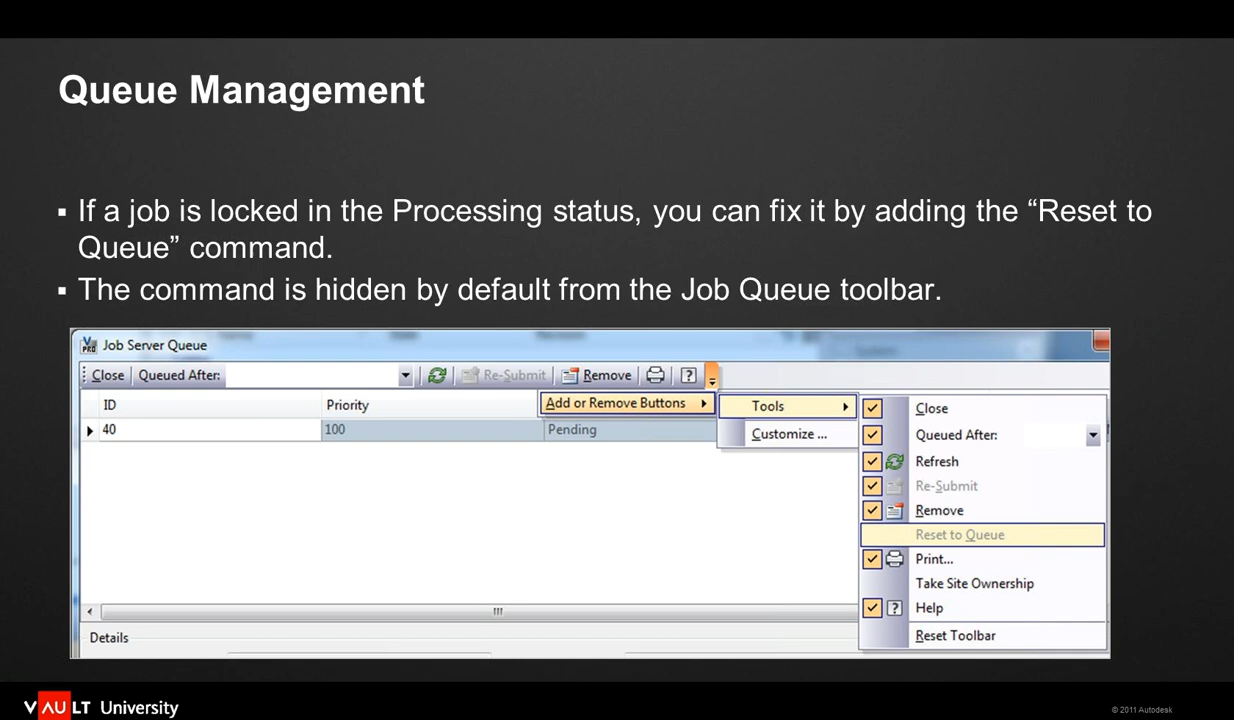 Queue Management
▪ If a job is locked in the Processing status, you can fix it by adding the “Reset to
Queue” command.
▪ The command is hidden by default from the Job Queue toolbar.
V PRO Job Server Queue
Close Queued After: Re-Submit Remove ?
ID Priority
Add or Remove Buttons
40 100 Pending
Tools
Customize ...
Close
Queued After:
Refresh
Re-Submit
Remove
Reset to Queue
Print...
Take Site Ownership
? Help
Reset Toolbar
Details
VAULT University
© 2011 Autodesk